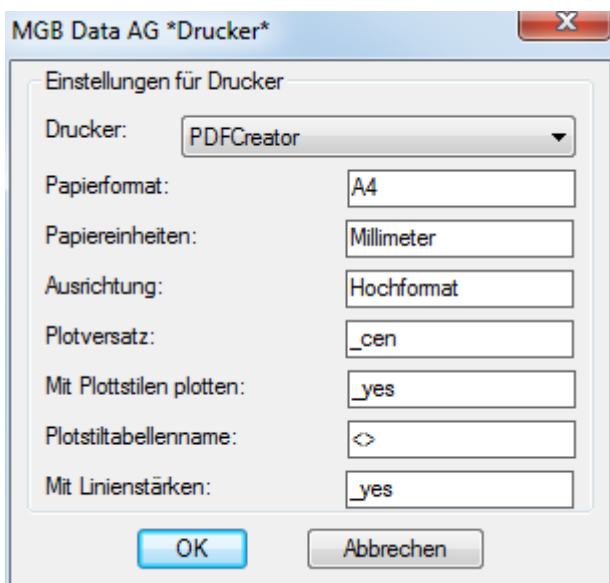 MGB Data AG *Drucker*
Einstellungen für Drucker
Drucker: PDFCreator
Papierformat: A4
Papiereinheiten: Millimeter
Ausrichtung: Hochformat
Plotversatz: _cen
Mit Plottstilen plotten: _yes
Plotstiltabellenname: <>
Mit Linienstärken: _yes
OK Abbrechen